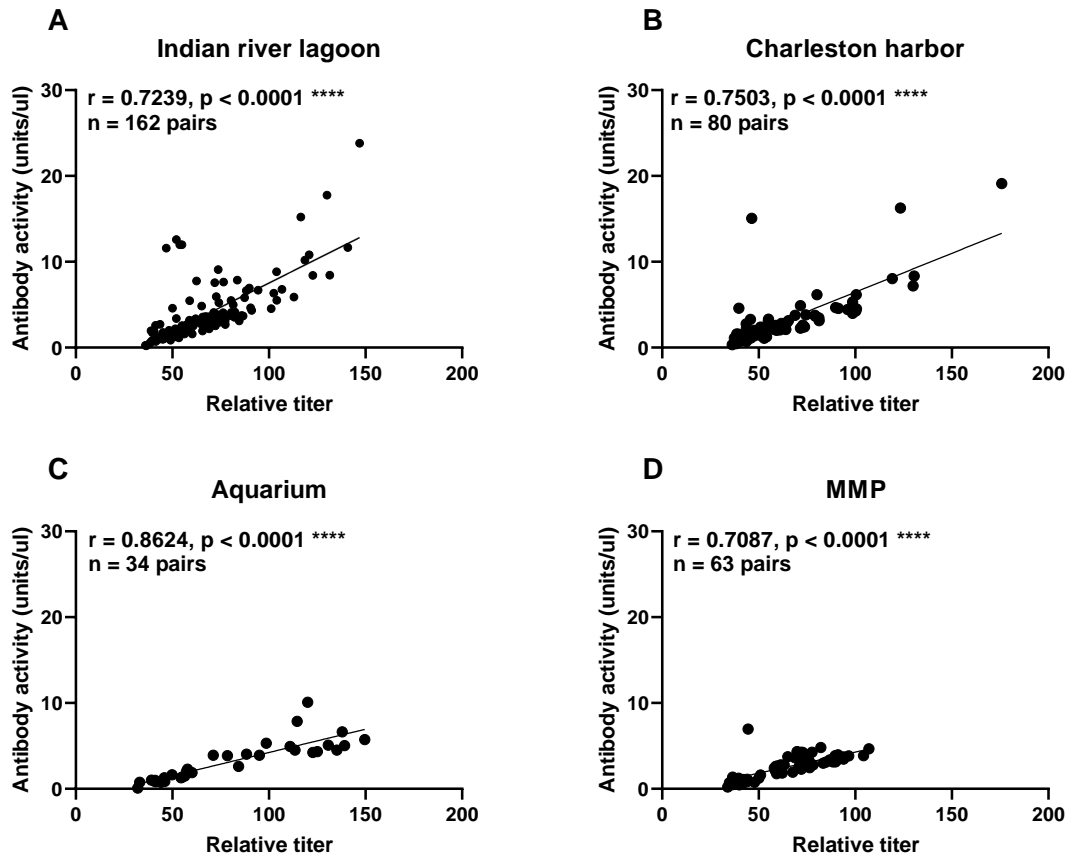 A
Indian river lagoon
r = 0.7239, p < 0.0001 ****
n = 162 pairs
Antibody activity (units/ul)
30
20
10
0
0 50 100 150 200
Relative titer
B
Charleston harbor
r = 0.7503, p < 0.0001 ****
n = 80 pairs
Antibody activity (units/ul)
30
20
10
0
0 50 100 150 200
Relative titer
C
Aquarium
r = 0.8624, p < 0.0001 ****
n = 34 pairs
Antibody activity (units/ul)
30
20
10
0
0 50 100 150 200
Relative titer
D
MMP
r = 0.7087, p < 0.0001 ****
n = 63 pairs
Antibody activity (units/ul)
30
20
10
0
0 50 100 150 200
Relative titer